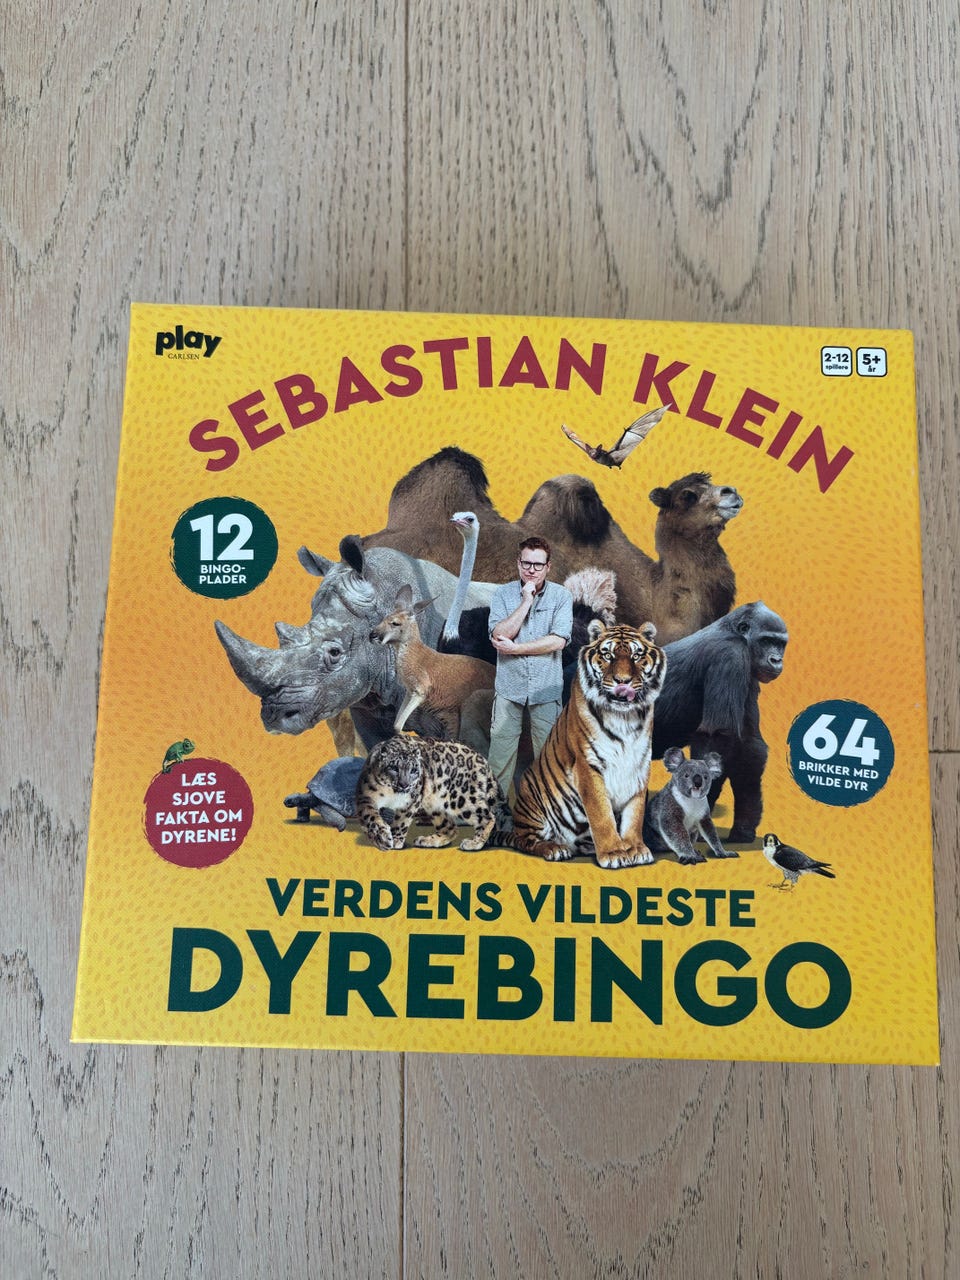 play
CARLSEN
2-12
spillere
5+
år
SEBASTIAN KLEIN
12
BINGO-
PLADER
64
BRIKKER MED
VILDE DYR
LÆS
SJOVE
FAKTA OM
DYRENE!
VERDENS VILDESTE
DYREBINGO